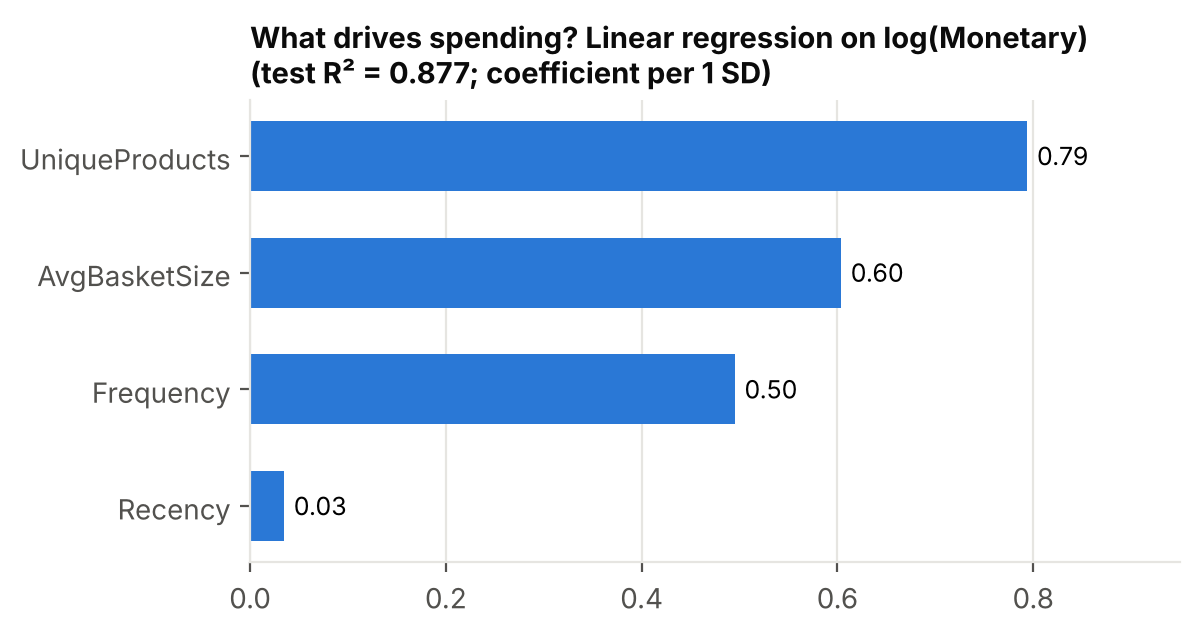 What drives spending? Linear regression on log(Monetary)
(test R² = 0.877; coefficient per 1 SD)
UniqueProducts
0.79
AvgBasketSize
0.60
Frequency
0.50
Recency
0.03
0.0 0.2 0.4 0.6 0.8